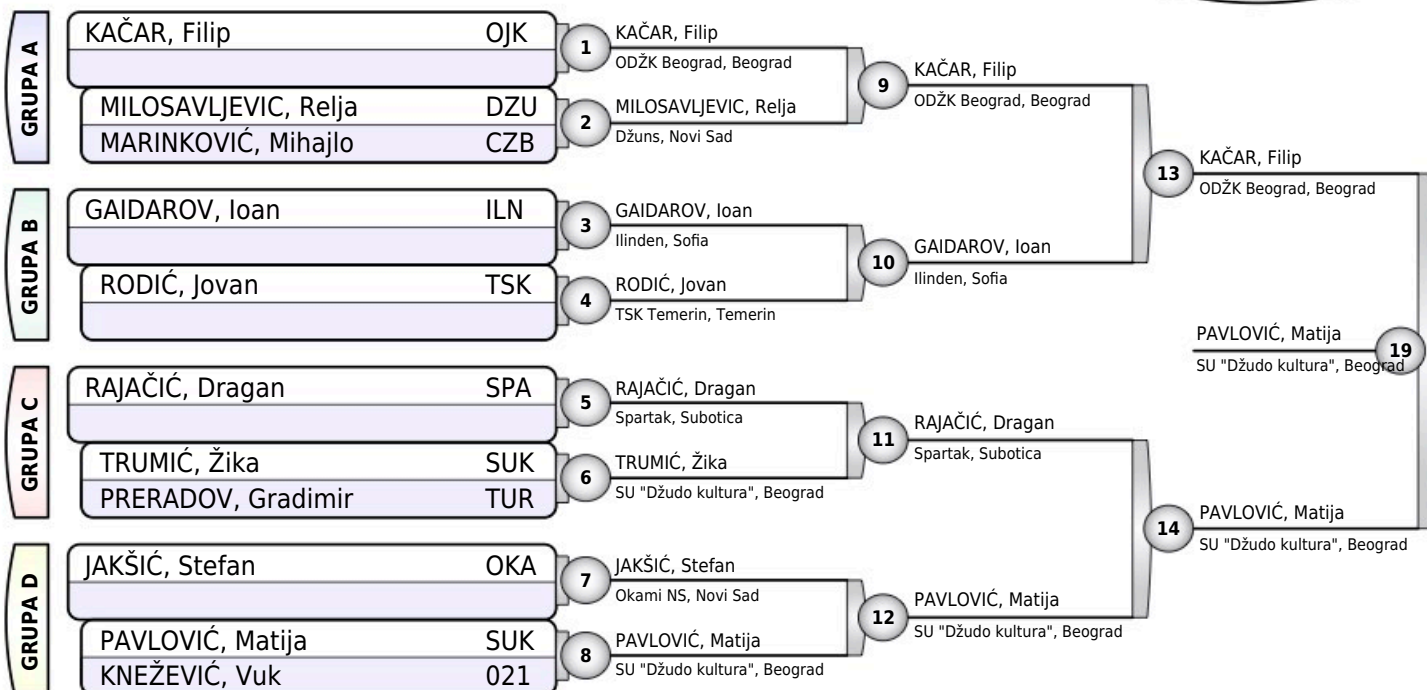 GRUPA A
KAČAR, Filip OJK
MILOSAVLJEVIC, Relja DZU
MARINKOVIĆ, Mihajlo CZB
GRUPA B
GAIDAROV, Ioan ILN
RODIĆ, Jovan TSK
GRUPA C
RAJAČIĆ, Dragan SPA
TRUMIĆ, Žika SUK
PRERADOV, Gradimir TUR
GRUPA D
JAKŠIĆ, Stefan OKA
PAVLOVIĆ, Matija SUK
KNEŽEVIĆ, Vuk 021
1
KAČAR, Filip
ODŽK Beograd, Beograd
2
MILOSAVLJEVIC, Relja
Džuns, Novi Sad
3
GAIDAROV, Ioan
Ilinden, Sofia
4
RODIĆ, Jovan
TSK Temerin, Temerin
5
RAJAČIĆ, Dragan
Spartak, Subotica
6
TRUMIĆ, Žika
SU "Džudo kultura", Beograd
7
JAKŠIĆ, Stefan
Okami NS, Novi Sad
8
PAVLOVIĆ, Matija
SU "Džudo kultura", Beograd
9
KAČAR, Filip
ODŽK Beograd, Beograd
10
GAIDAROV, Ioan
Ilinden, Sofia
11
RAJAČIĆ, Dragan
Spartak, Subotica
12
PAVLOVIĆ, Matija
SU "Džudo kultura", Beograd
13
KAČAR, Filip
ODŽK Beograd, Beograd
14
PAVLOVIĆ, Matija
SU "Džudo kultura", Beograd
PAVLOVIĆ, Matija
SU "Džudo kultura", Beograd
19